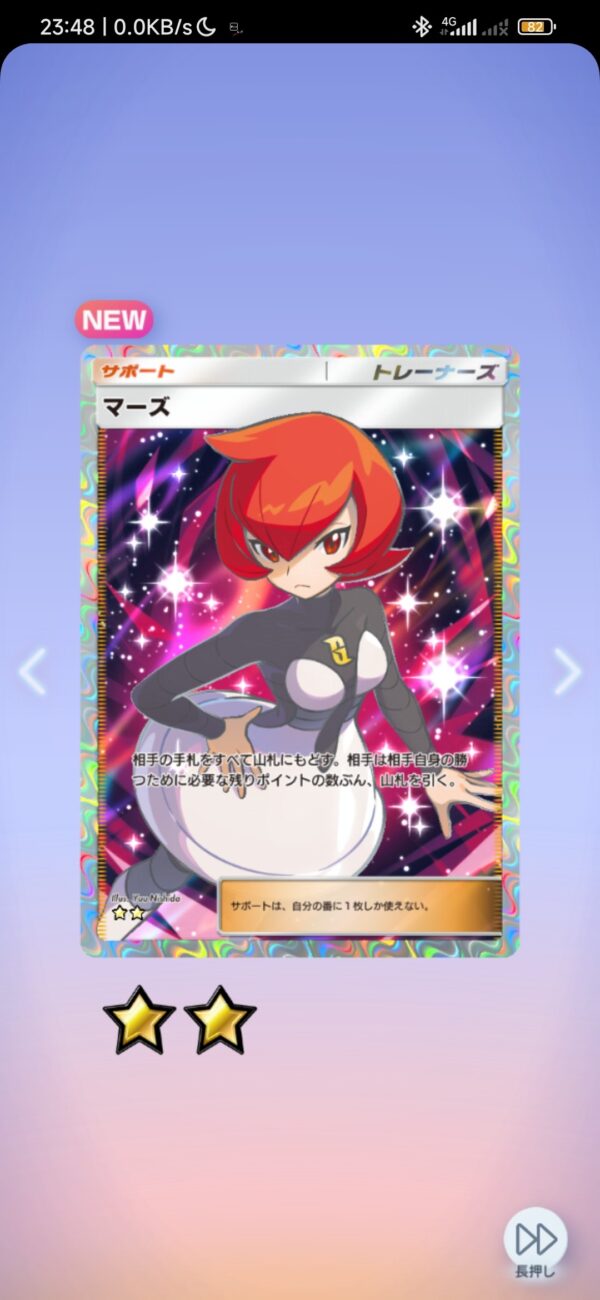 23:48 | 0.0KB/s
4G
82
NEW
サポート | トレーナーズ
マーズ
相手の手札をすべて山札にもどす。相手は相手自身の勝
つために必要な残りポイントの数ぶん、山札を引く。
Illus. Yuu Nishida
サポートは、自分の番に1枚しか使えない。
長押し